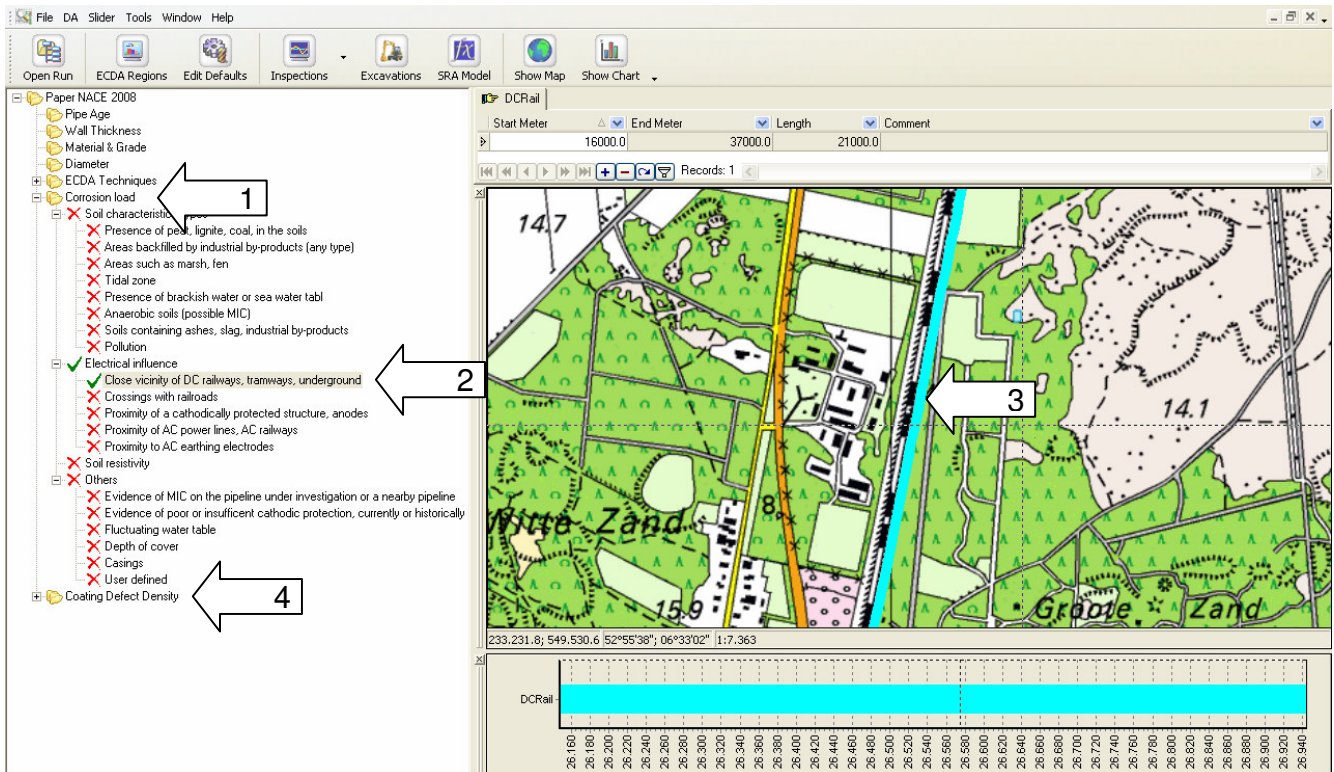 File DA Slider Tools Window Help
Open Run ECDA Regions Edit Defaults Inspections Excavations SRA Model Show Map Show Chart
Paper NACE 2008
Pipe Age
Wall Thickness
Material & Grade
Diameter
ECDA Techniques
Corrosion load
1
Soil characteristic
Presence of peat, lignite, coal, in the soils
Areas backfilled by industrial by-products (any type)
Areas such as marsh, fen
Tidal zone
Presence of brackish water or sea water tabl
Anaerobic soils (possible MIC)
Soils containing ashes, slag, industrial by-products
Pollution
Electrical influence
Close vicinity of DC railways, tramways, underground
2
Crossings with railroads
Proximity of a cathodically protected structure, anodes
Proximity of AC power lines, AC railways
Proximity to AC earthing electrodes
Soil resistivity
Others
Evidence of MIC on the pipeline under investigation or a nearby pipeline
Evidence of poor or insufficent cathodic protection, currently or historically
Fluctuating water table
Depth of cover
Casings
User defined
Coating Defect Density
4
DCRail
Start Meter End Meter Length Comment
16000.0 37000.0 21000.0
Records: 1
14.7
3
14.1
8
Witte Zand
15.9
Groote Zand
233.231.8; 549.530.6 52°55'38"; 06°33'02" 1:7.363
DCRail
26.160 26.180 26.200 26.220 26.240 26.260 26.280 26.300 26.320 26.340 26.360 26.380 26.400 26.420 26.440 26.460 26.480 26.500 26.520 26.540 26.560 26.580 26.600 26.620 26.640 26.660 26.680 26.700 26.720 26.740 26.760 26.780 26.800 26.820 26.840 26.860 26.880 26.900 26.920 26.940